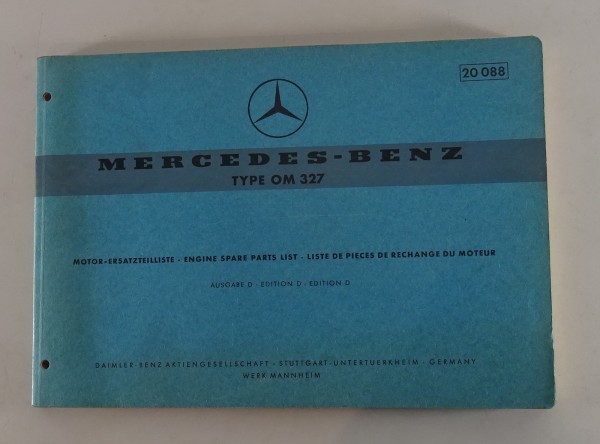 20 088
MERCEDES-BENZ
TYPE OM 327
MOTOR-ERSATZTEILLISTE · ENGINE SPARE PARTS LIST · LISTE DE PIECES DE RECHANGE DU MOTEUR
AUSGABE D · EDITION D · EDITION D
DAIMLER-BENZ AKTIENGESELLSCHAFT · STUTTGART-UNTERTUERKHEIM · GERMANY
WERK MANNHEIM